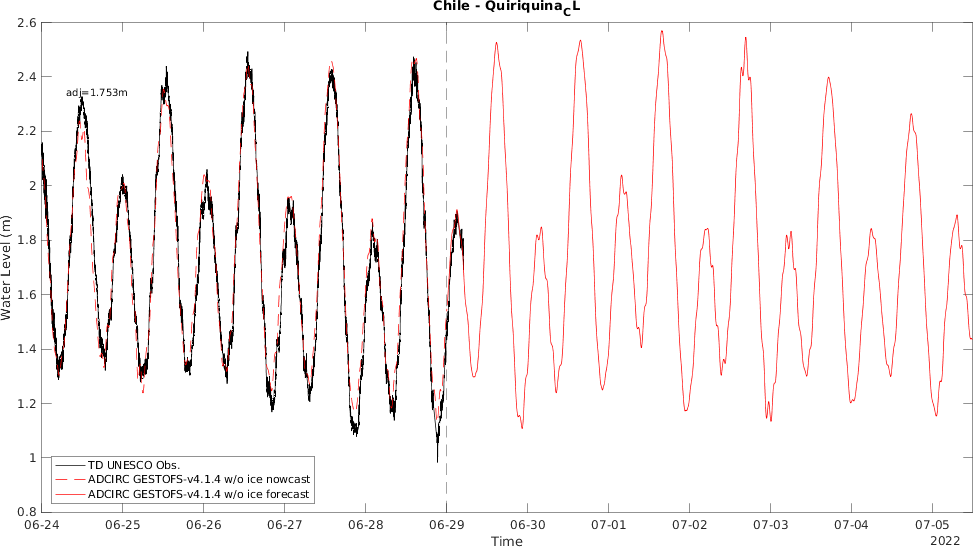 Chile - Quiriquina_CL
2.6
2.4
2.2
2
1.8
1.6
1.4
1.2
1
0.8
Water Level (m)
adj=1.753m
TD UNESCO Obs.
ADCIRC GESTOFS-v4.1.4 w/o ice nowcast
ADCIRC GESTOFS-v4.1.4 w/o ice forecast
06-24 06-25 06-26 06-27 06-28 06-29 06-30 07-01 07-02 07-03 07-04 07-05
Time
2022